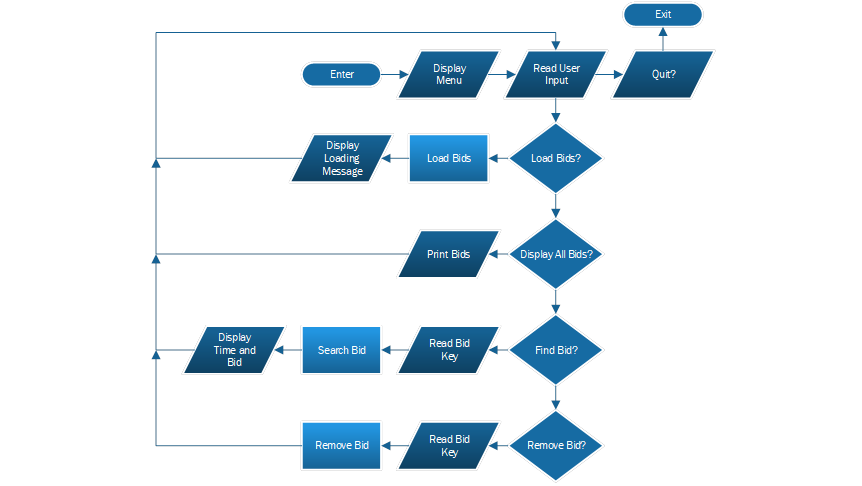 Exit
Enter
Display
Menu
Read User
Input
Quit?
Display
Loading
Message
Load Bids
Load Bids?
Print Bids
Display All Bids?
Display
Time and
Bid
Search Bid
Read Bid
Key
Find Bid?
Remove Bid
Read Bid
Key
Remove Bid?